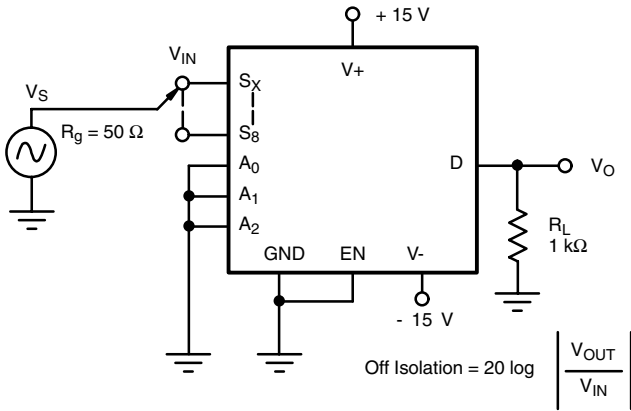 + 15 V
V+
V_IN
V_S
R_g = 50 Ω
S_X
S_8
A_0
A_1
A_2
D
V_O
R_L
1 kΩ
GND
EN
V-
- 15 V
Off Isolation = 20 log | V_OUT / V_IN |